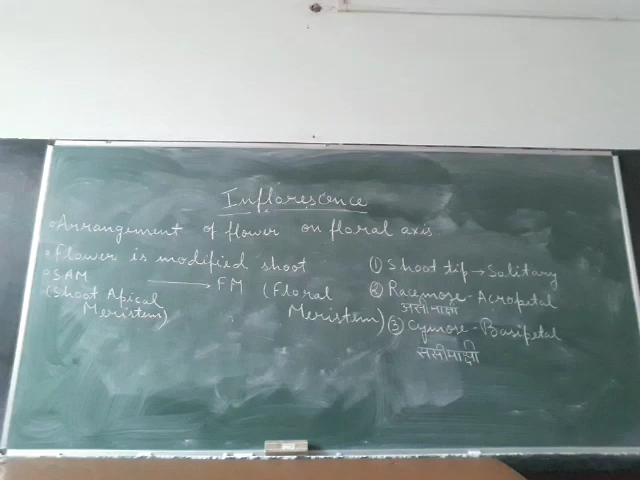 Inflorescence
Arrangement of flower on floral axis
Flower is modified shoot
SAM ⟶ FM (Floral Meristem)
(Shoot Apical Meristem)
① Shoot tip → Solitary
② Racemose - Acropetal
असीमाक्षी
③ Cymose - Basipetal
ससीमाक्षी